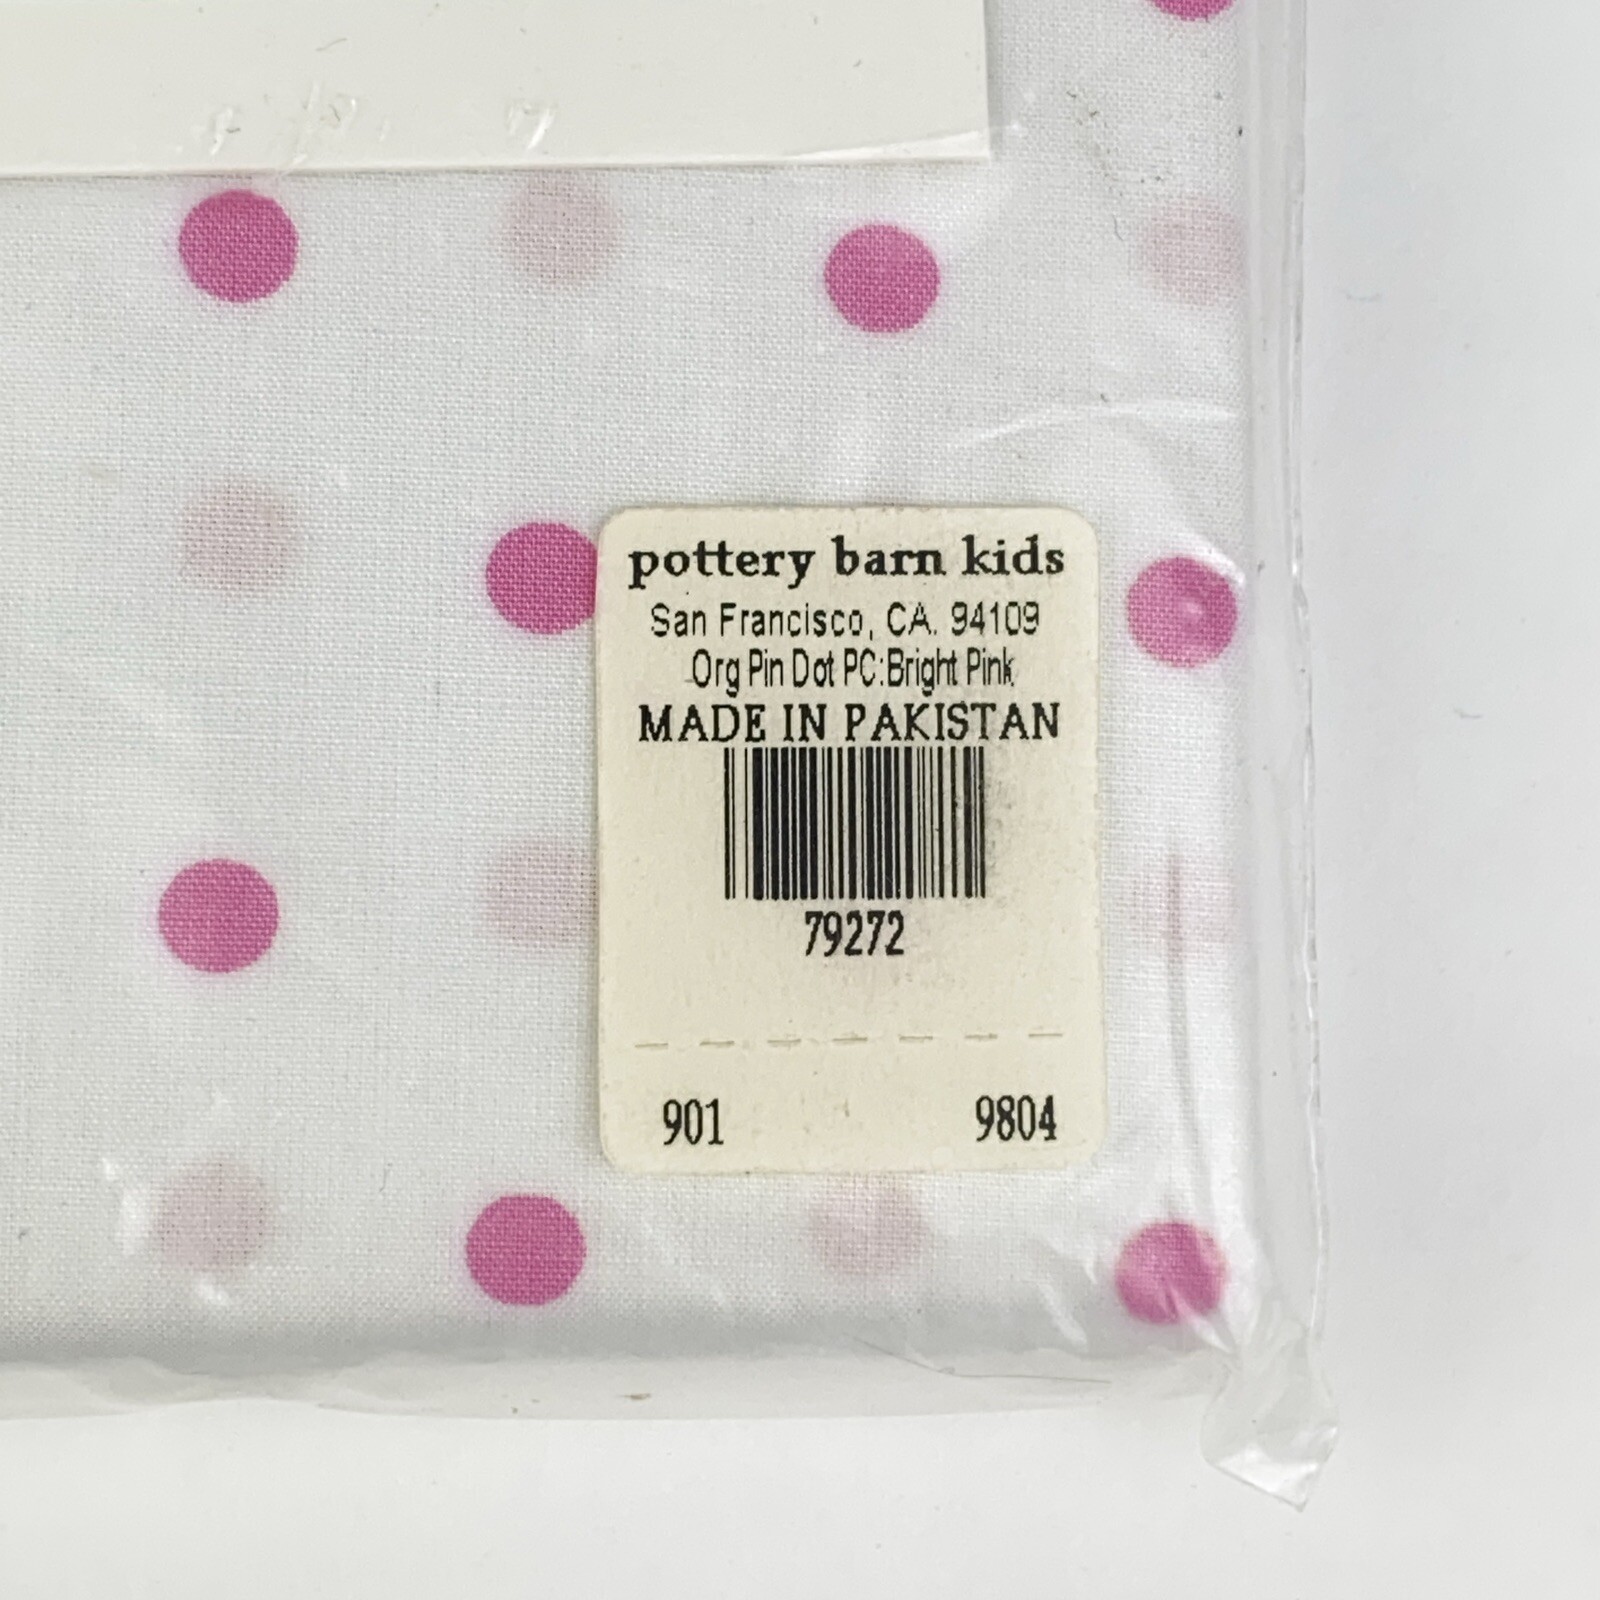 pottery barn kids
San Francisco, CA. 94109
Org Pin Dot PC:Bright Pink
MADE IN PAKISTAN
79272
901 9804